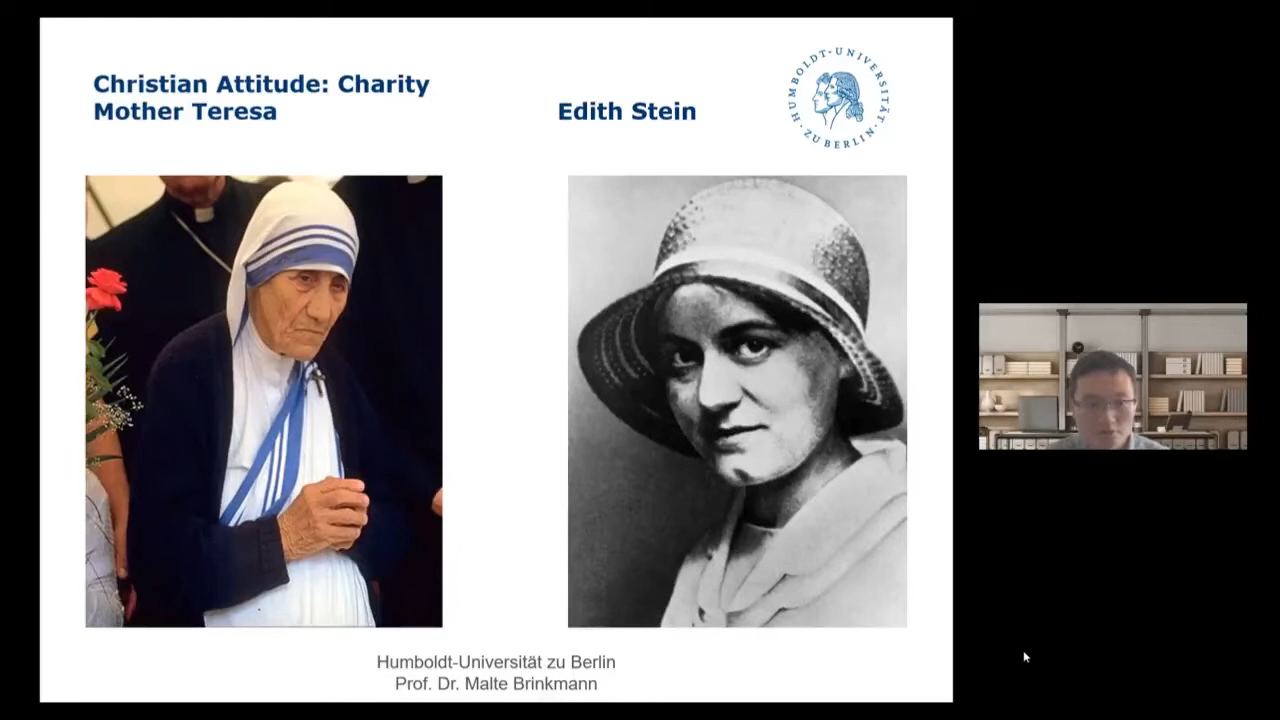 Christian Attitude: Charity
Mother Teresa
Edith Stein
HUMBOLDT-UNIVERSITÄT
ZU BERLIN
Humboldt-Universität zu Berlin
Prof. Dr. Malte Brinkmann